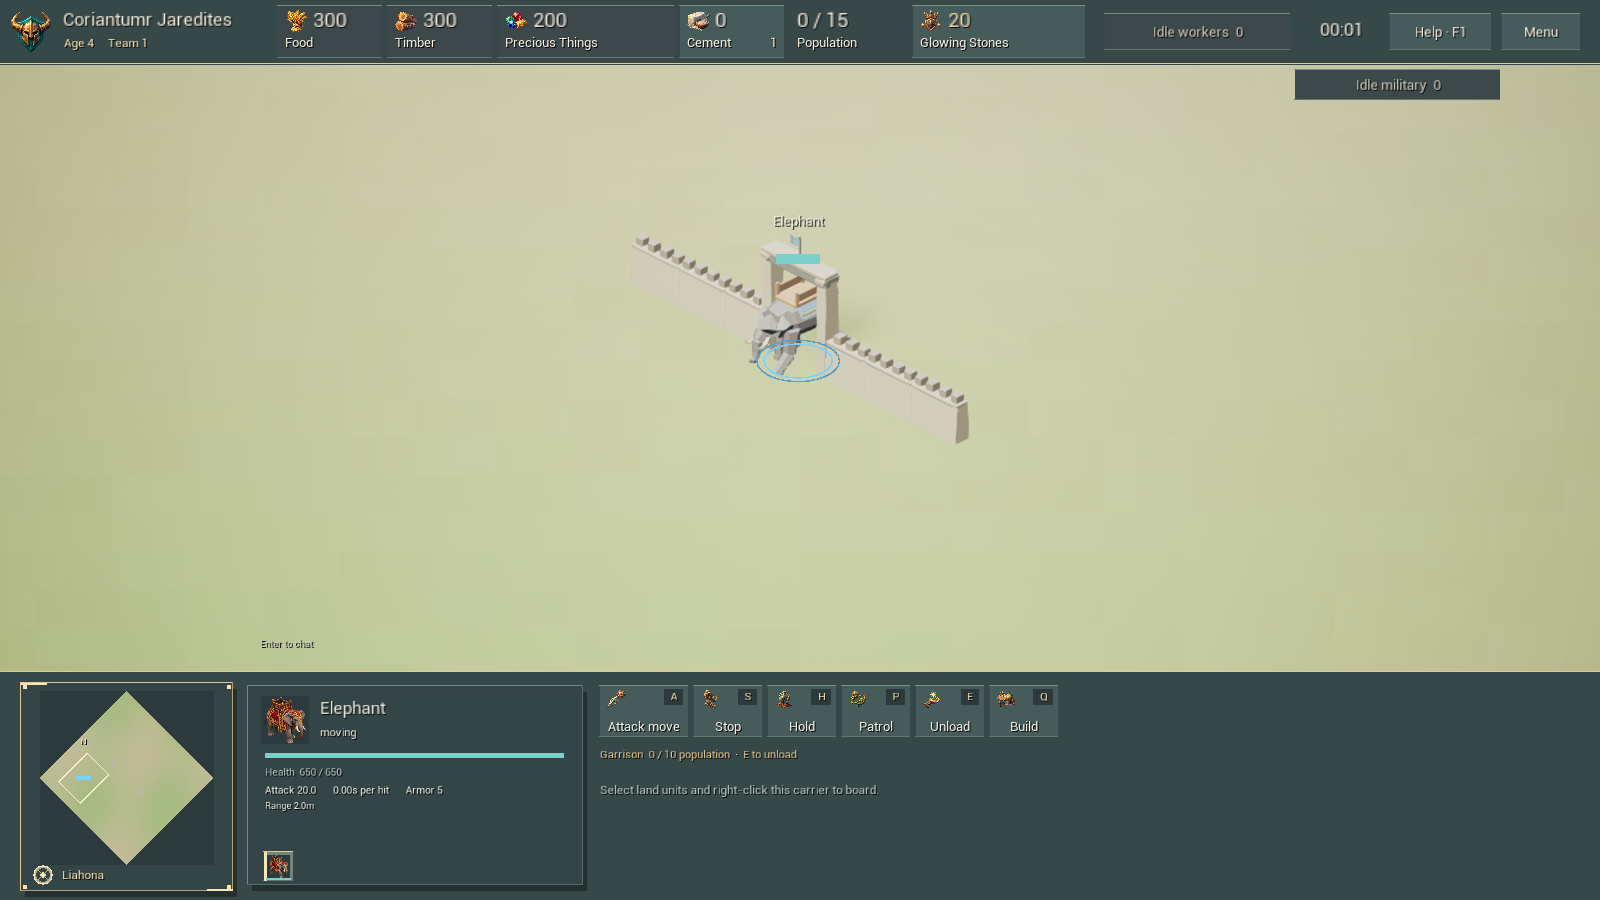 Coriantumr Jaredites
Age 4 Team 1
300
Food
300
Timber
200
Precious Things
0
Cement 1
0 / 15
Population
20
Glowing Stones
Idle workers 0
00:01
Help · F1
Menu
Idle military 0
Elephant
Enter to chat
N
Liahona
Elephant
moving
Health 650 / 650
Attack 20.0 0.00s per hit Armor 5
Range 2.0m
A
Attack move
S
Stop
H
Hold
P
Patrol
E
Unload
Q
Build
Garrison 0 / 10 population · E to unload
Select land units and right-click this carrier to board.